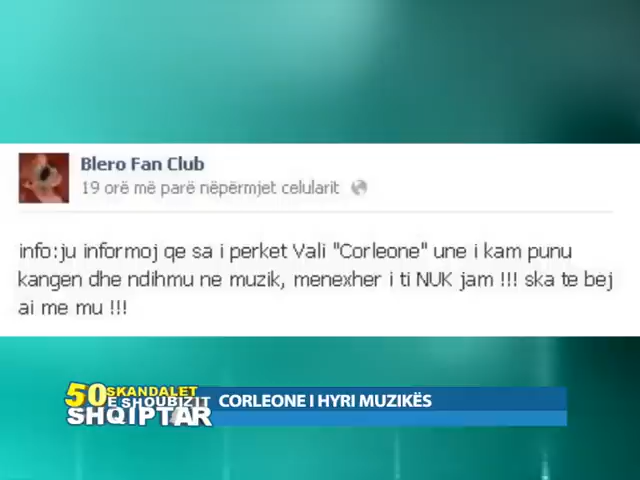 Blero Fan Club
19 orë më parë nëpërmjet celularit
info:ju informoj qe sa i perket Vali "Corleone" une i kam punu
kangen dhe ndihmu ne muzik, menexher i ti NUK jam !!! ska te bej
ai me mu !!!
50 SKANDALET
E SHOUBIZIT
SHQIPTAR
CORLEONE I HYRI MUZIKËS